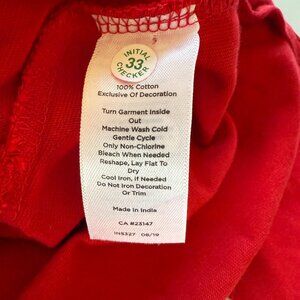 INITIAL
33
CHECKER
100% Cotton
Exclusive Of Decoration
Turn Garment Inside
Out
Machine Wash Cold
Gentle Cycle
Only Non-Chlorine
Bleach When Needed
Reshape, Lay Flat To
Dry
Cool Iron, if Needed
Do Not Iron Decoration
Or Trim
Made in India
CA #23147
INS327 08/19